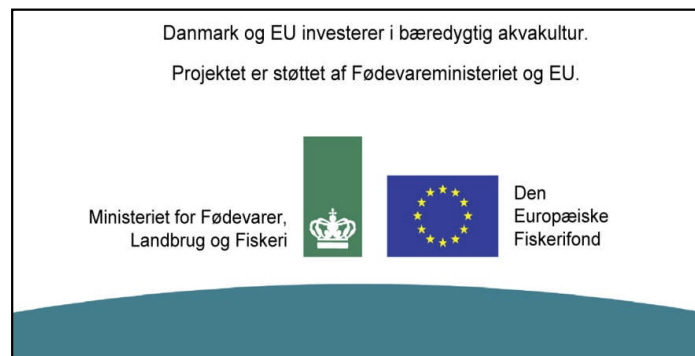 Danmark og EU investerer i bæredygtig akvakultur.
Projektet er støttet af Fødevareministeriet og EU.
Ministeriet for Fødevarer,
Landbrug og Fiskeri
Den
Europæiske
Fiskerifond